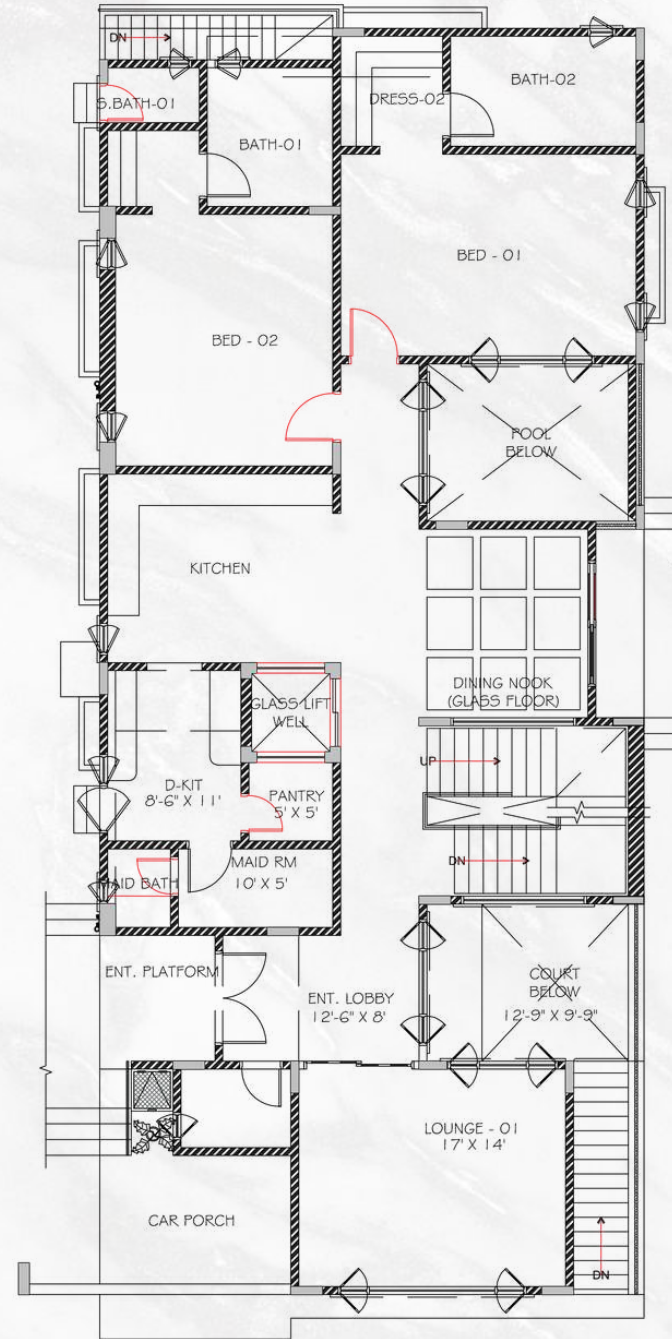 DN
S.BATH-01
BATH-01
DRESS-02
BATH-02
BED - 01
BED - 02
POOL
BELOW
KITCHEN
DINING NOOK
(GLASS FLOOR)
GLASS LIFT
WELL
UP
D-KIT
8'-6" X 11'
PANTRY
5' X 5'
DN
MAID RM
10' X 5'
MAID BATH
ENT. PLATFORM
ENT. LOBBY
12'-6" X 8'
COURT
BELOW
12'-9" X 9'-9"
LOUNGE - 01
17' X 14'
CAR PORCH
DN